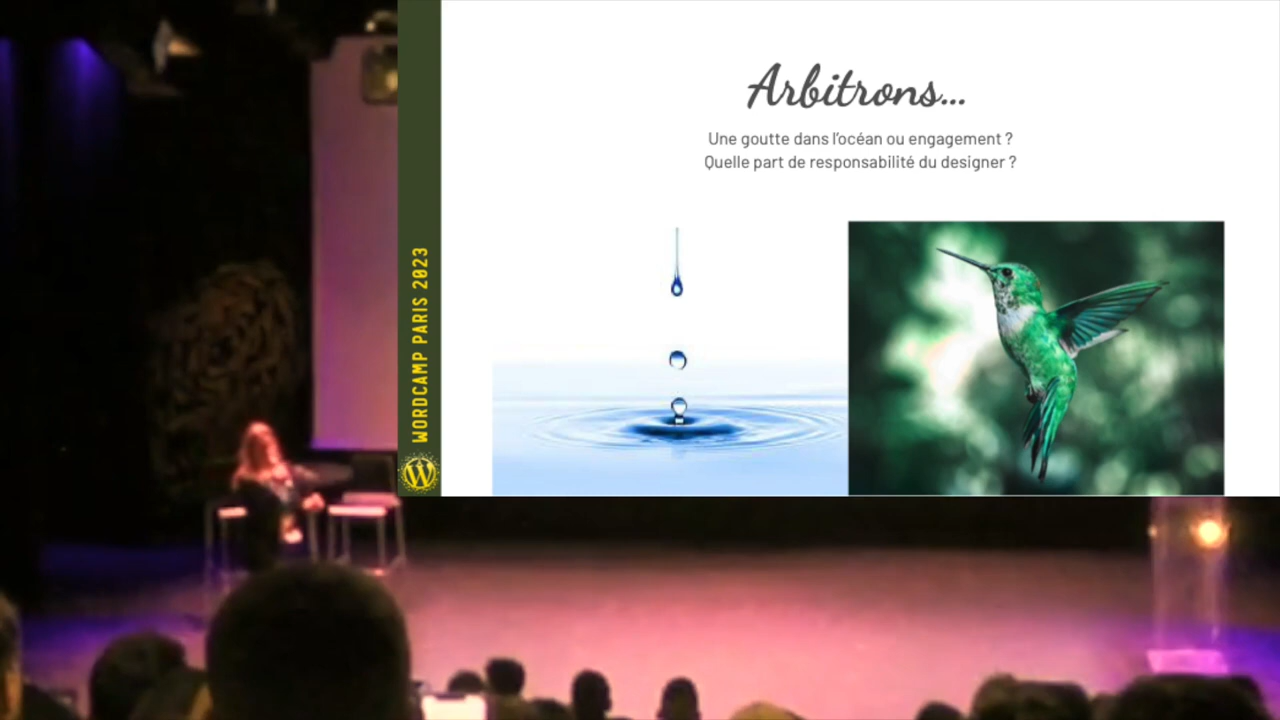 Arbitrons...
Une goutte dans l'océan ou engagement ?
Quelle part de responsabilité du designer ?
WORDCAMP PARIS 2023